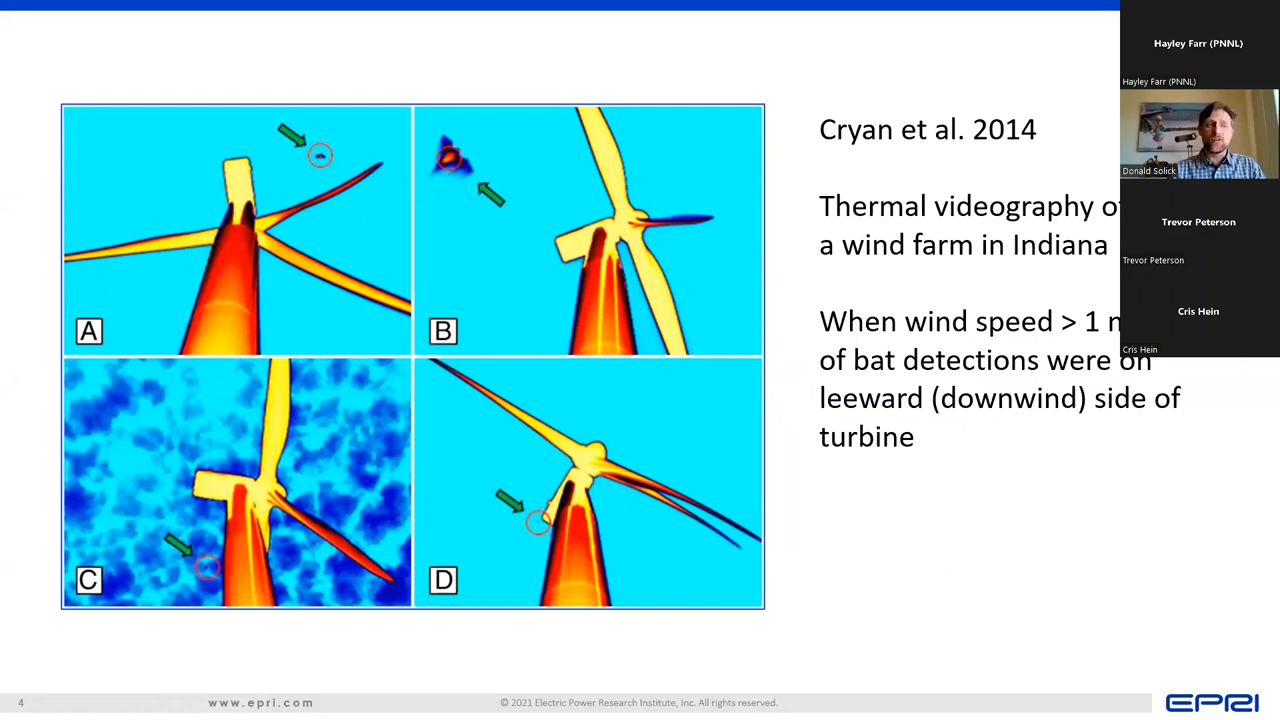 Cryan et al. 2014
Thermal videography
a wind farm in Indiana
When wind speed > 1
of bat detections were on
leeward (downwind) side of
turbine
A
B
C
D
Hayley Farr (PNNL)
Hayley Farr (PNNL)
Donald Solick
Trevor Peterson
Trevor Peterson
Cris Hein
Cris Hein
4
www.epri.com
© 2021 Electric Power Research Institute, Inc. All rights reserved.
EPRI